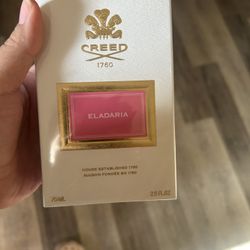 CREED
1760
ELADARIA
HOUSE ESTABLISHED 1760
MAISON FONDÉE EN 1760
75ML
2.5 FL.OZ